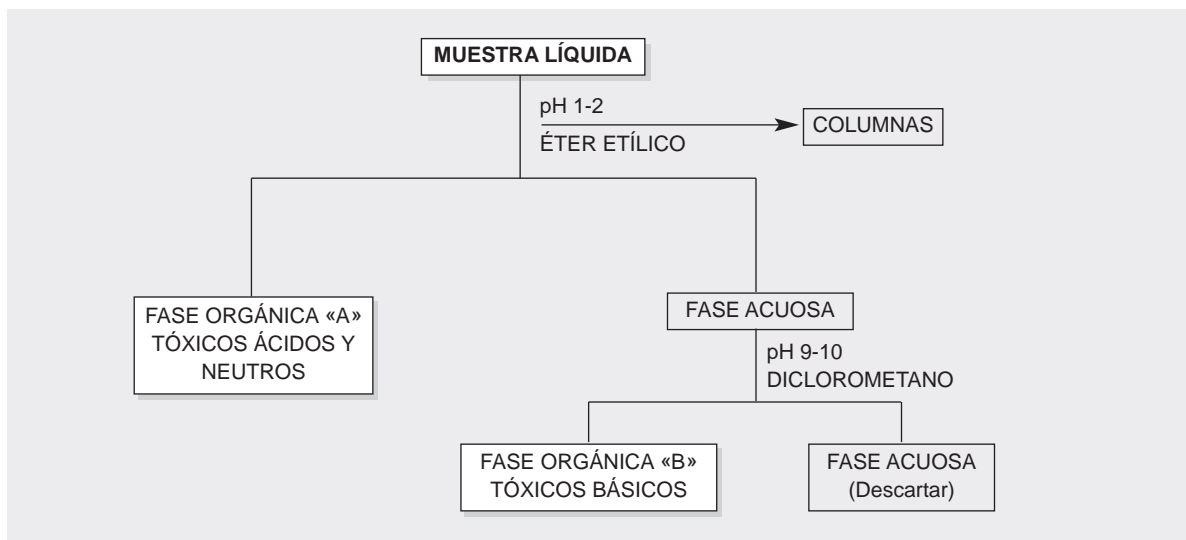 MUESTRA LÍQUIDA
pH 1-2
ÉTER ETÍLICO
COLUMNAS
FASE ORGÁNICA «A»
TÓXICOS ÁCIDOS Y
NEUTROS
FASE ACUOSA
pH 9-10
DICLOROMETANO
FASE ORGÁNICA «B»
TÓXICOS BÁSICOS
FASE ACUOSA
(Descartar)